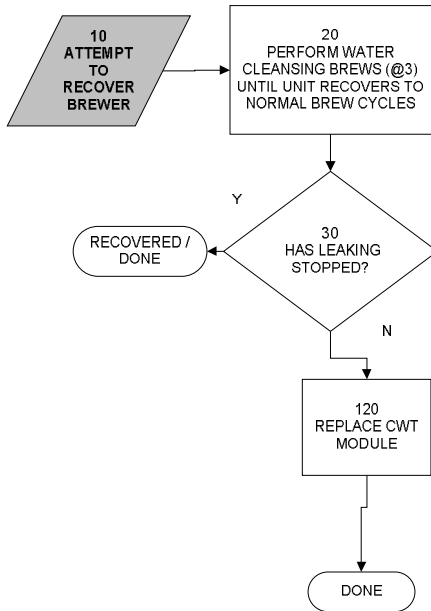 10
ATTEMPT
TO
RECOVER
BREWER
20
PERFORM WATER
CLEANSING BREWS (@3)
UNTIL UNIT RECOVERS TO
NORMAL BREW CYCLES
Y
30
HAS LEAKING
STOPPED?
RECOVERED /
DONE
N
120
REPLACE CWT
MODULE
DONE